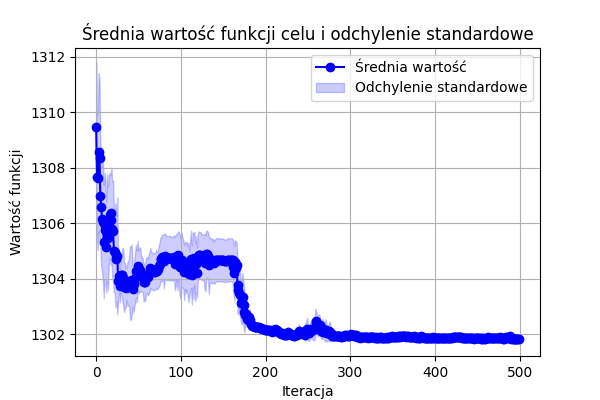 Średnia wartość funkcji celu i odchylenie standardowe
1312
1310
1308
1306
1304
1302
Wartość funkcji
Średnia wartość
Odchylenie standardowe
0
100
200
300
400
500
Iteracja